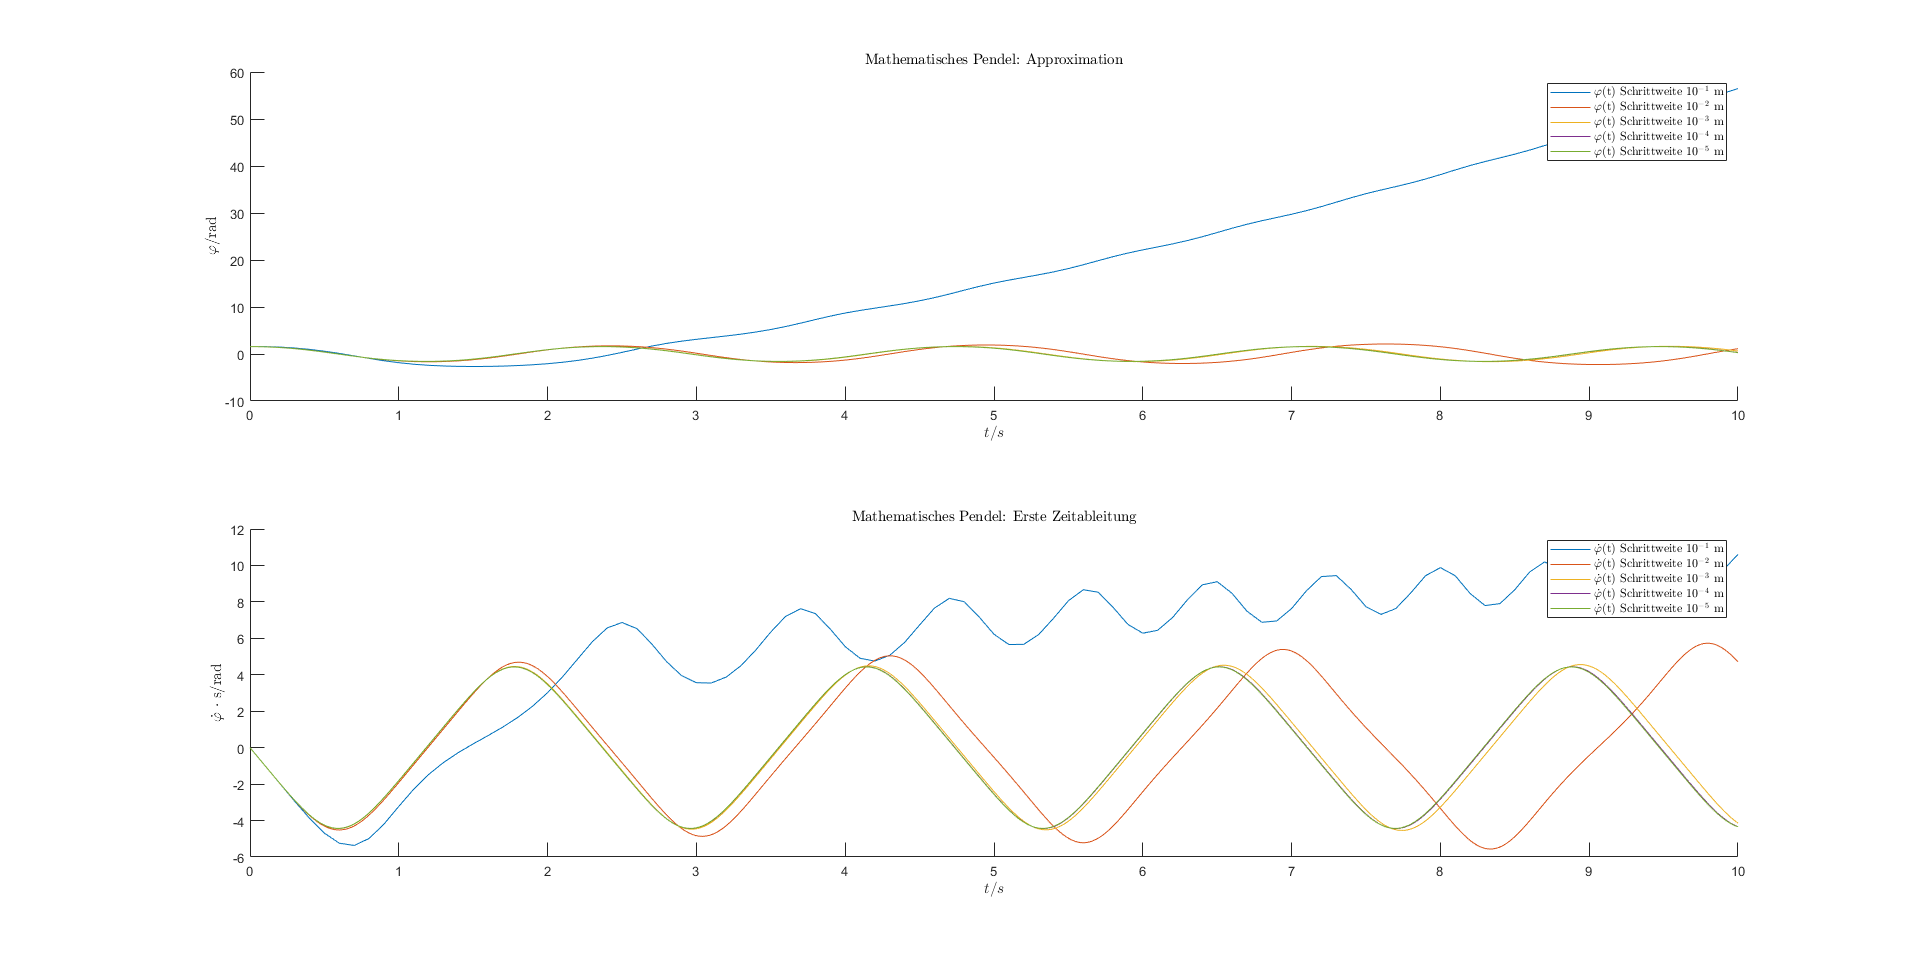 Mathematisches Pendel: Approximation
60
50
40
30
20
10
0
-10
φ/rad
0 1 2 3 4 5 6 7 8 9 10
t/s
φ(t) Schrittweite 10⁻¹ m
φ(t) Schrittweite 10⁻² m
φ(t) Schrittweite 10⁻³ m
φ(t) Schrittweite 10⁻⁴ m
φ(t) Schrittweite 10⁻⁵ m
Mathematisches Pendel: Erste Zeitableitung
12
10
8
6
4
2
0
-2
-4
-6
φ̇ · s/rad
0 1 2 3 4 5 6 7 8 9 10
t/s
φ̇(t) Schrittweite 10⁻¹ m
φ̇(t) Schrittweite 10⁻² m
φ̇(t) Schrittweite 10⁻³ m
φ̇(t) Schrittweite 10⁻⁴ m
φ̇(t) Schrittweite 10⁻⁵ m